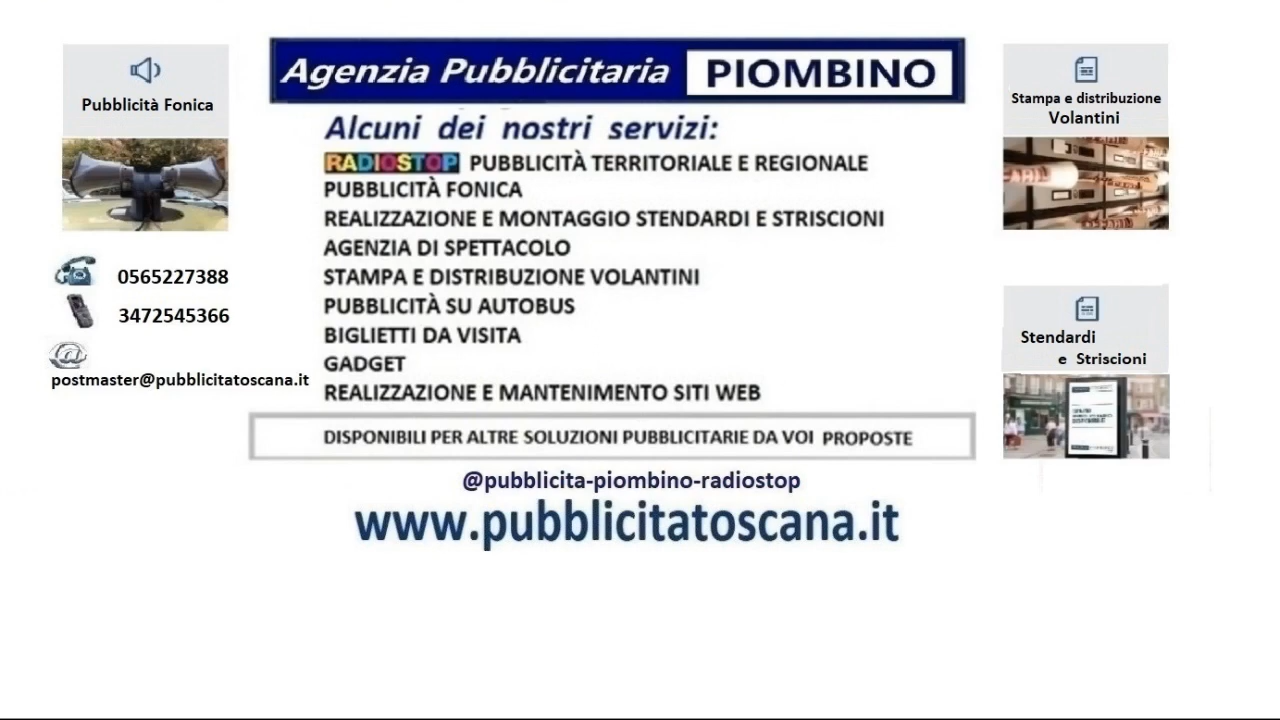 Agenzia Pubblicitaria PIOMBINO
Pubblicità Fonica
Stampa e distribuzione
Volantini
Alcuni dei nostri servizi:
RADIOSTOP PUBBLICITÀ TERRITORIALE E REGIONALE
PUBBLICITÀ FONICA
REALIZZAZIONE E MONTAGGIO STENDARDI E STRISCIONI
AGENZIA DI SPETTACOLO
STAMPA E DISTRIBUZIONE VOLANTINI
PUBBLICITÀ SU AUTOBUS
BIGLIETTI DA VISITA
GADGET
REALIZZAZIONE E MANTENIMENTO SITI WEB
0565227388
3472545366
@
postmaster@pubblicitatoscana.it
Stendardi
e Striscioni
DISPONIBILI PER ALTRE SOLUZIONI PUBBLICITARIE DA VOI PROPOSTE
@pubblicita-piombino-radiostop
www.pubblicitatoscana.it